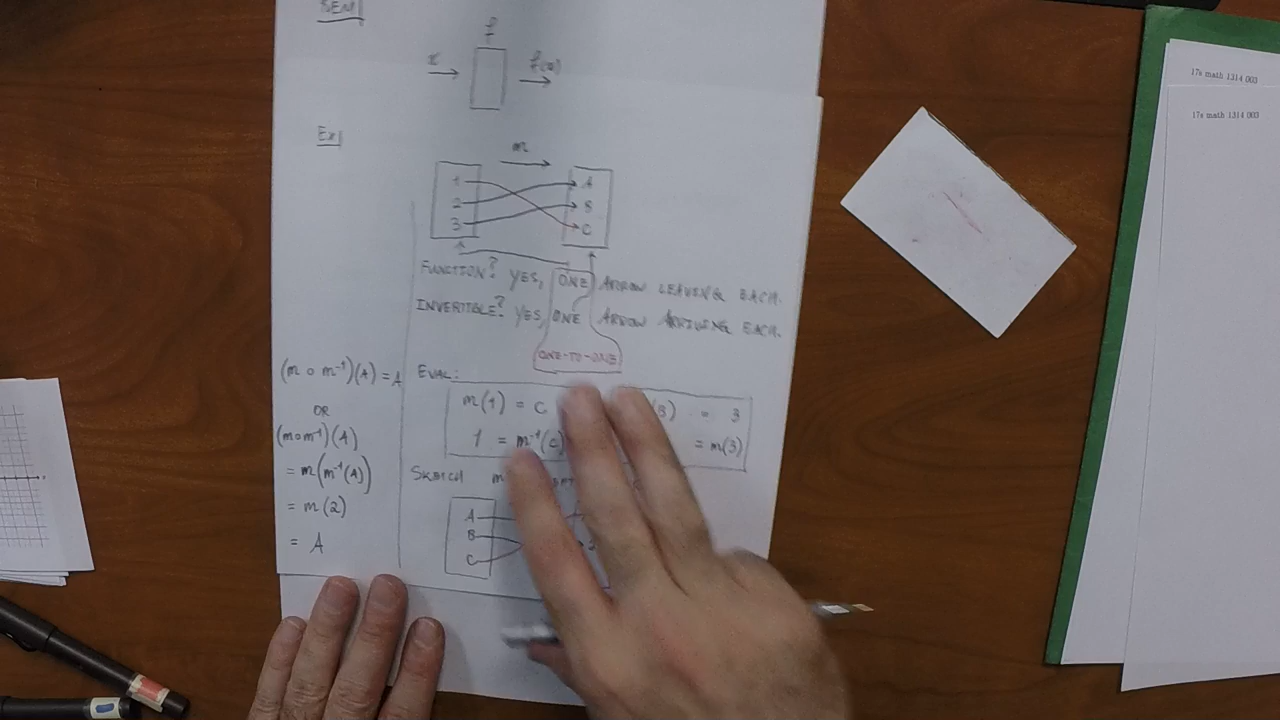 REM
f
x
f(x)
Ex
m
1
2
3
A
B
C
FUNCTION? YES, ONE ARROW LEAVING EACH.
INVERTIBLE? YES, ONE ARROW ARRIVING EACH.
ONE-TO-ONE
EVAL:
m(1) = C
(B) = 3
1 = m⁻¹(C)
= m(3)
SKETCH
A
B
C
(m ∘ m⁻¹)(A) = A
OR
(m∘m⁻¹)(A)
= m(m⁻¹(A))
= m(2)
= A
17s math 1314 003
17s math 1314 003